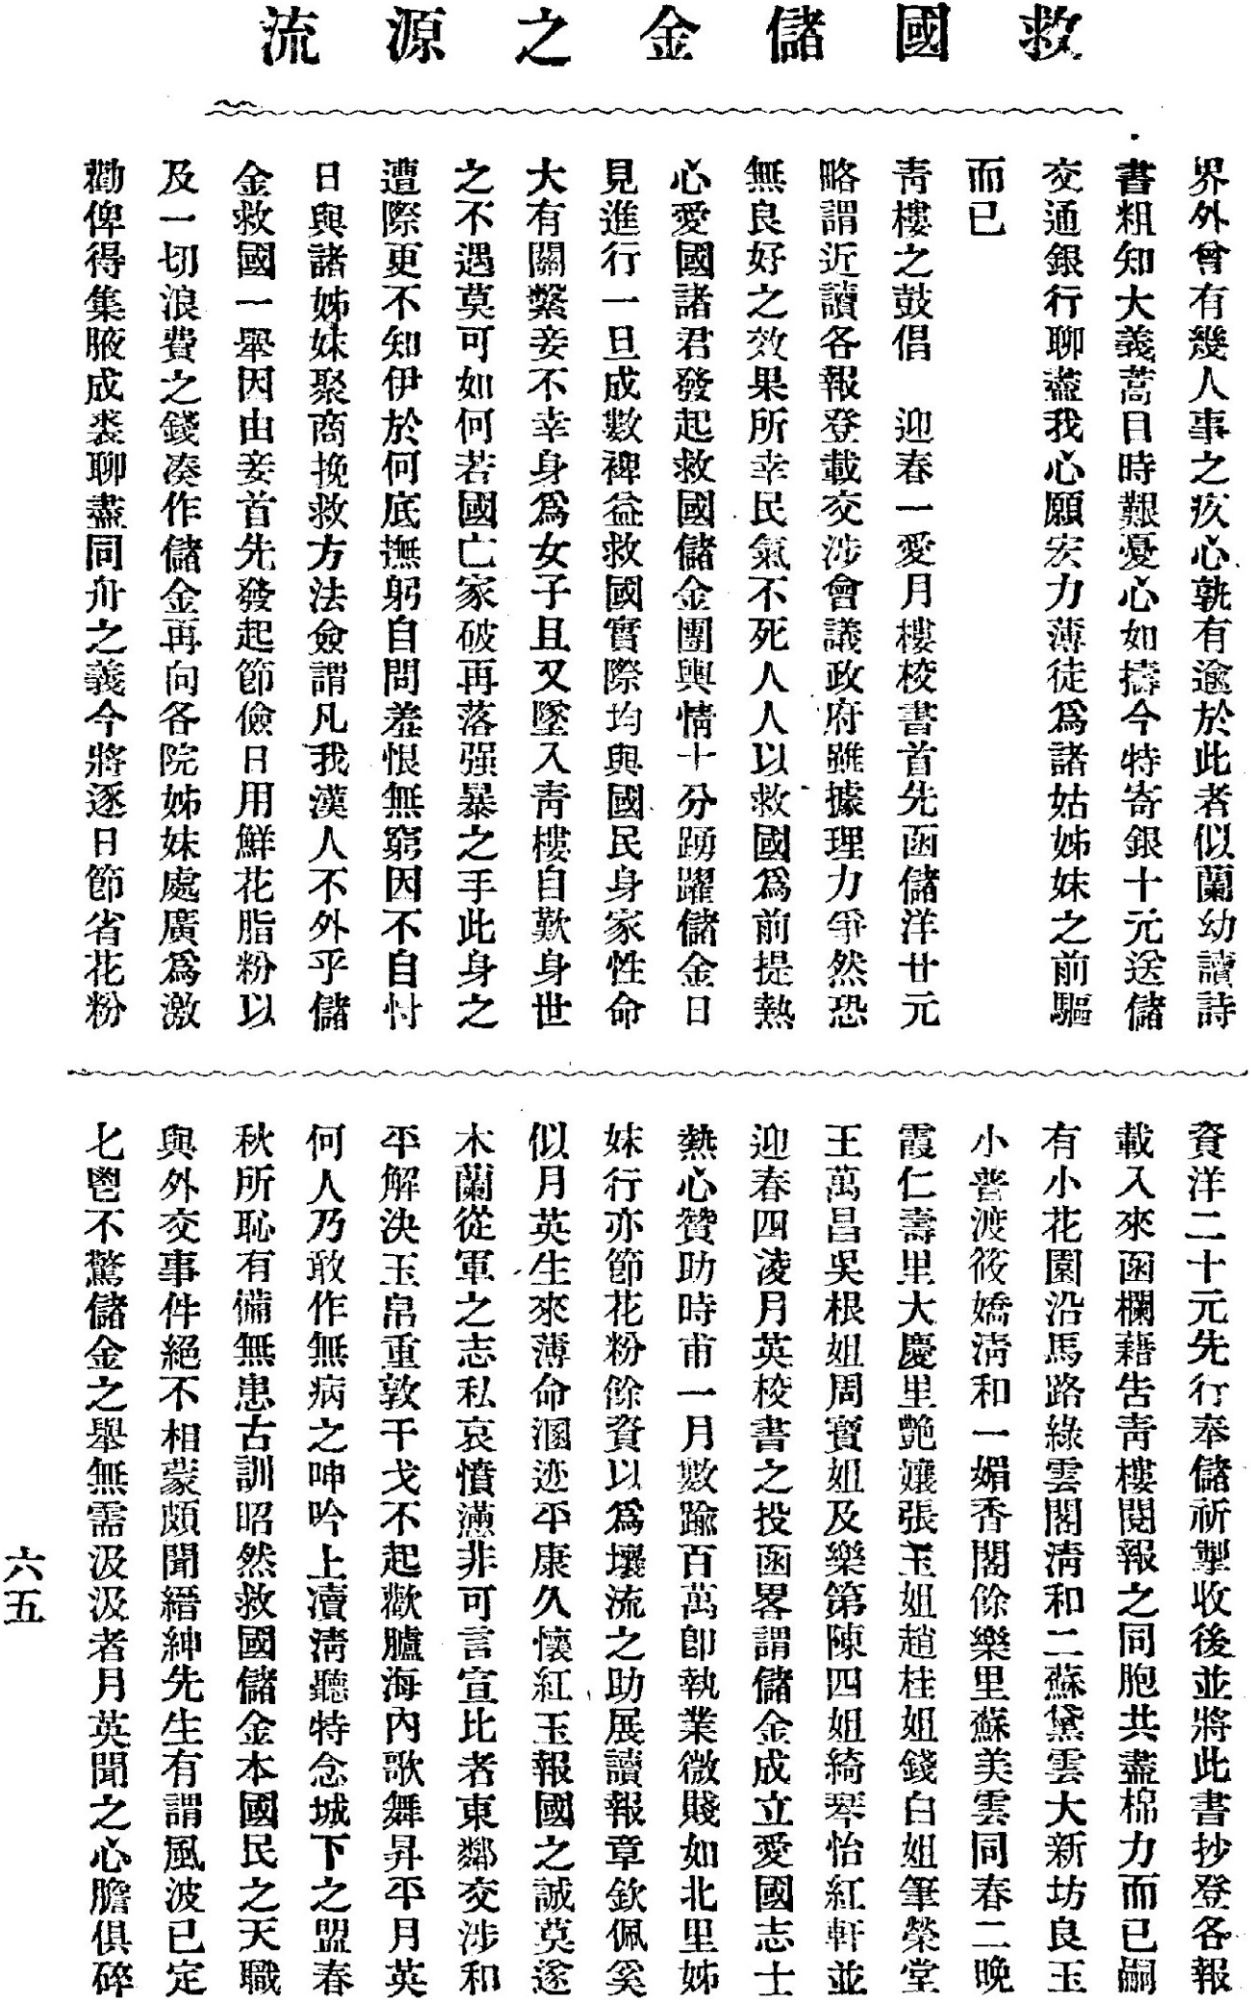 救國儲金之源流
界外曾有幾人事之疚心孰有逾於此者似蘭幼讀詩
書粗知大義蒿目時艱憂心如擣今特寄銀十元送儲
交通銀行聊盡我心願宏力薄徒爲諸姑姊妹之前驅
而已
青樓之鼓倡　迎春一愛月樓校書首先函儲洋廿元
略謂近讀各報登載交涉會議政府雖據理力爭然恐
無良好之效果所幸民氣不死人人以救國爲前提熱
心愛國諸君發起救國儲金團輿情十分踴躍儲金日
見進行一旦成數裨益救國實際均與國民身家性命
大有關繫妾不幸身爲女子且又墜入青樓自歎身世
之不遇莫可如何若國亡家破再落强暴之手此身之
遭際更不知伊於何底撫躬自問羞恨無窮因不自忖
日與諸姊妹聚商挽救方法僉謂凡我漢人不外乎儲
金救國一舉因由妾首先發起節儉日用鮮花脂粉以
及一切浪費之錢凑作儲金再向各院姊妹處廣爲激
勸俾得集腋成裘聊盡同舟之義今將逐日節省花粉
資洋二十元先行奉儲祈掣收後並將此書抄登各報
載入來函欄藉告青樓閱報之同胞共盡棉力而已嗣
有小花園沿馬路綠雲閣清和二蘇黛雲大新坊良玉
小普渡筱嬌清和一媚香閣餘樂里蘇美雲同春二晚
霞仁壽里大慶里艷孃張玉姐趙桂姐錢白姐筆榮堂
王萬昌吳根姐周寶姐及樂第陳四姐綺琴怡紅軒並
迎春四凌月英校書之投函畧謂儲金成立愛國志士
熱心贊助時甫一月數踰百萬卽執業微賤如北里姊
妹行亦節花粉餘資以爲壤流之助展讀報章欽佩奚
似月英生來薄命溷迹平康久懷紅玉報國之誠莫遂
木蘭從軍之志私哀憤懣非可言宣比者東鄰交涉和
平解決玉帛重敦干戈不起歡臚海內歌舞昇平月英
何人乃敢作無病之呻吟上凟淸聽特念城下之盟春
秋所恥有備無患古訓昭然救國儲金本國民之天職
與外交事件絕不相蒙頗聞縉紳先生有謂風波已定
匕鬯不驚儲金之舉無需汲汲者月英聞之心膽俱碎
六五